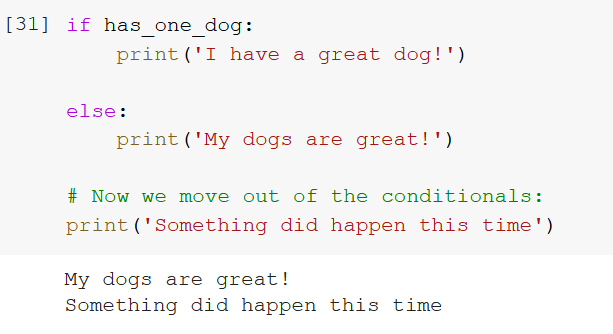 [31] if has_one_dog:
print('I have a great dog!')
else:
print('My dogs are great!')
# Now we move out of the conditionals:
print('Something did happen this time')
My dogs are great!
Something did happen this time